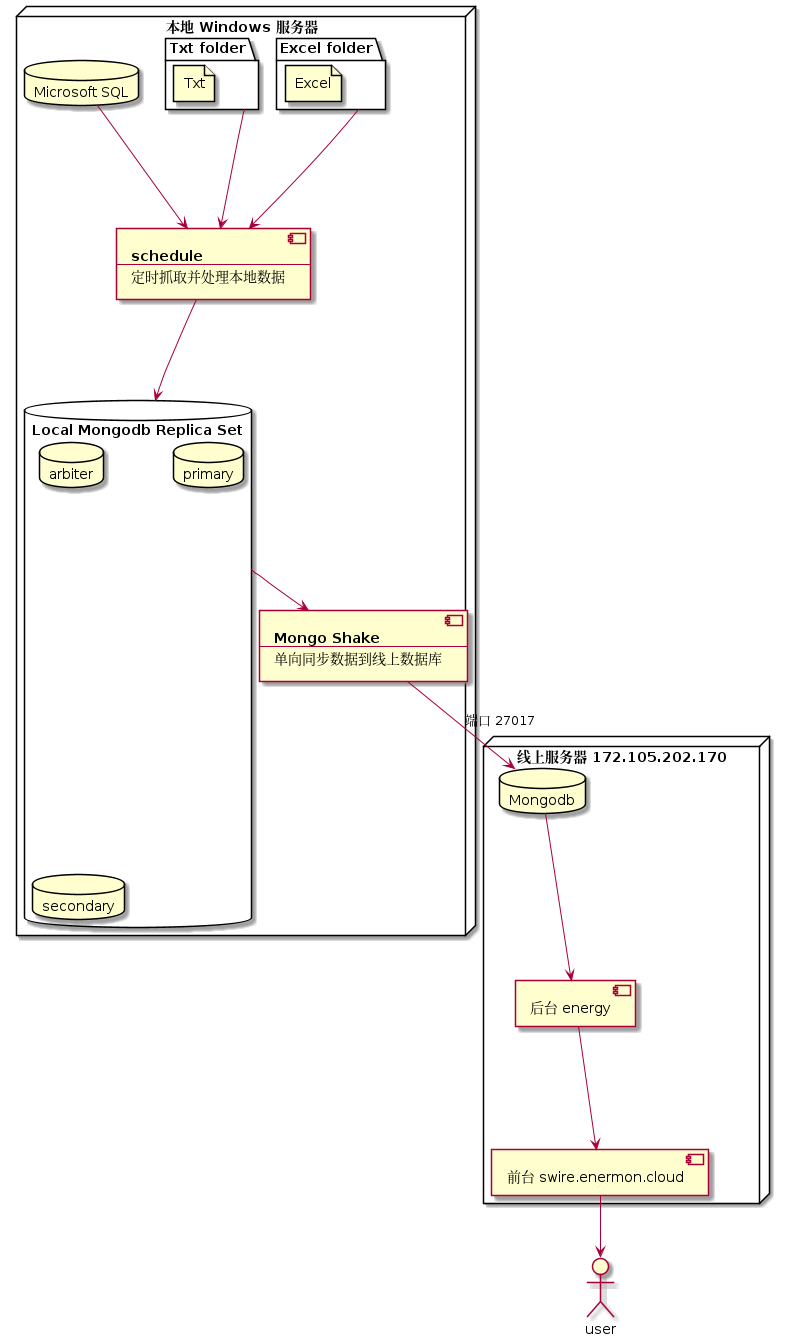 本地 Windows 服务器
Txt folder
Excel folder
Txt
Excel
Microsoft SQL
schedule
定时抓取并处理本地数据
Local Mongodb Replica Set
arbiter
primary
Mongo Shake
单向同步数据到线上数据库
端口 27017
线上服务器 172.105.202.170
Mongodb
secondary
后台 energy
前台 swire.enermon.cloud
user